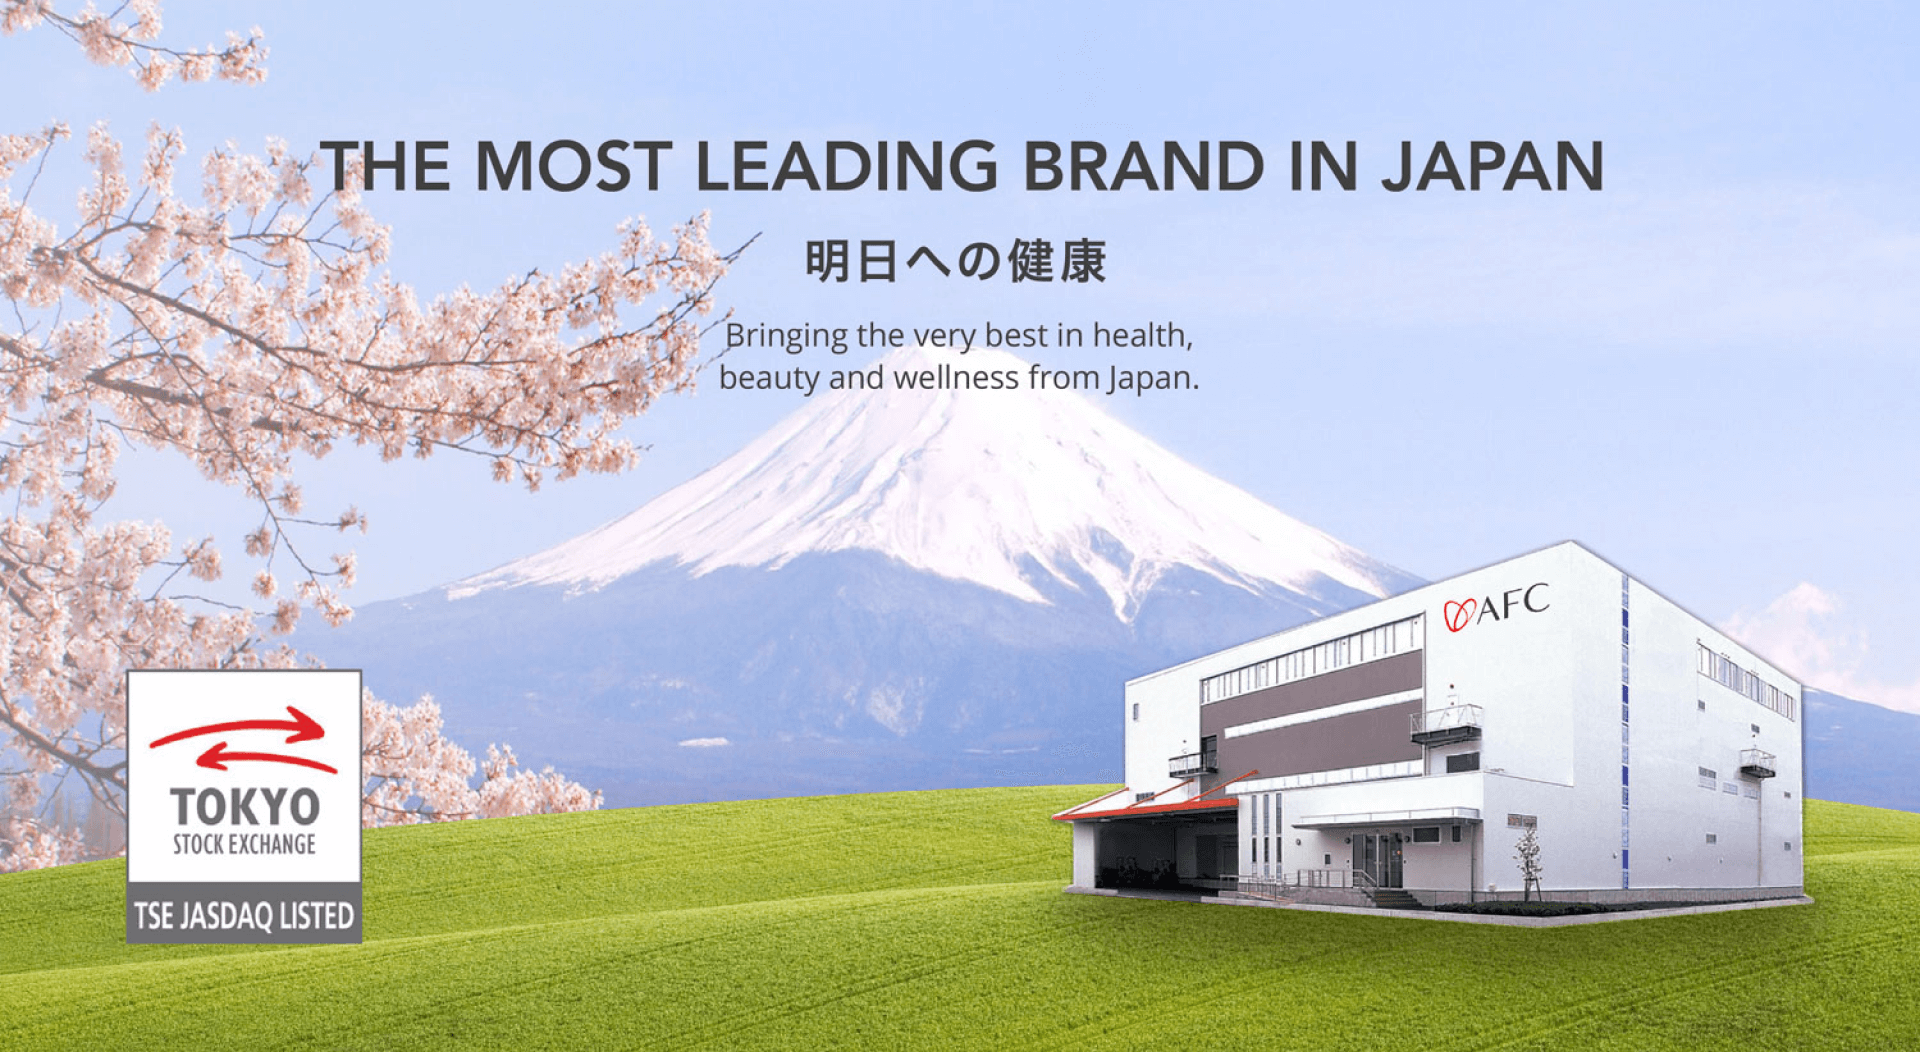 THE MOST LEADING BRAND IN JAPAN
明日への健康
Bringing the very best in health,
beauty and wellness from Japan.
AFC
TOKYO
STOCK EXCHANGE
TSE JASDAQ LISTED